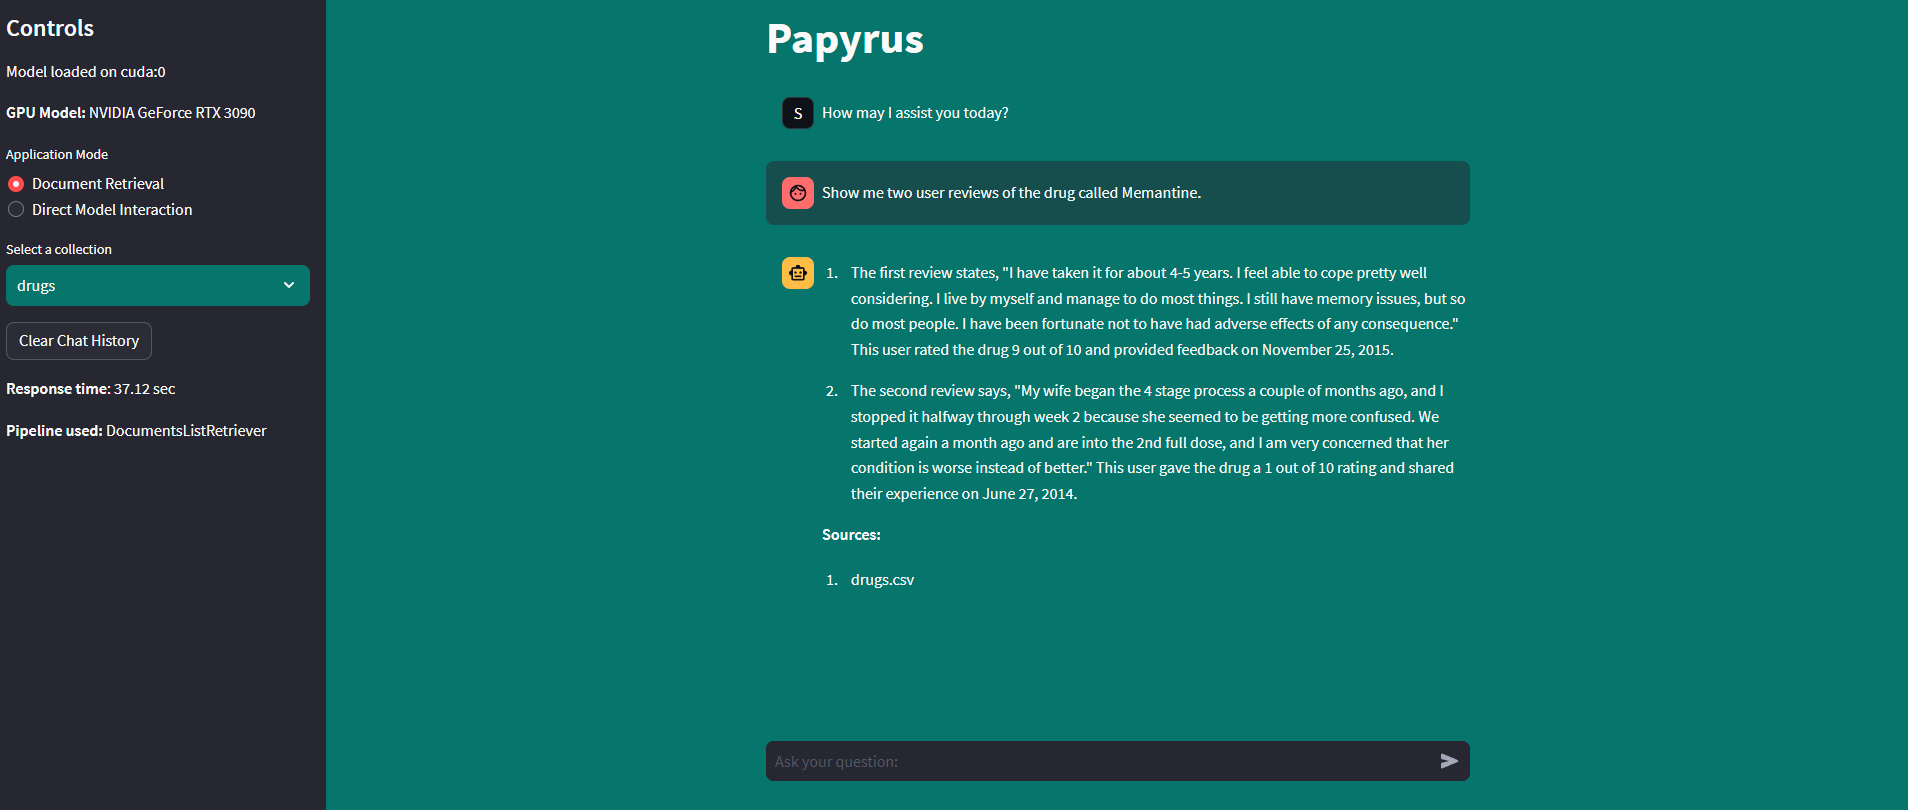 Controls
Model loaded on cuda:0
GPU Model: NVIDIA GeForce RTX 3090
Application Mode
Document Retrieval
Direct Model Interaction
Select a collection
drugs
Clear Chat History
Response time: 37.12 sec
Pipeline used: DocumentsListRetriever
Papyrus
S How may I assist you today?
Show me two user reviews of the drug called Memantine.
1. The first review states, "I have taken it for about 4-5 years. I feel able to cope pretty well
considering. I live by myself and manage to do most things. I still have memory issues, but so
do most people. I have been fortunate not to have had adverse effects of any consequence."
This user rated the drug 9 out of 10 and provided feedback on November 25, 2015.
2. The second review says, "My wife began the 4 stage process a couple of months ago, and I
stopped it halfway through week 2 because she seemed to be getting more confused. We
started again a month ago and are into the 2nd full dose, and I am very concerned that her
condition is worse instead of better." This user gave the drug a 1 out of 10 rating and shared
their experience on June 27, 2014.
Sources:
1. drugs.csv
Ask your question: